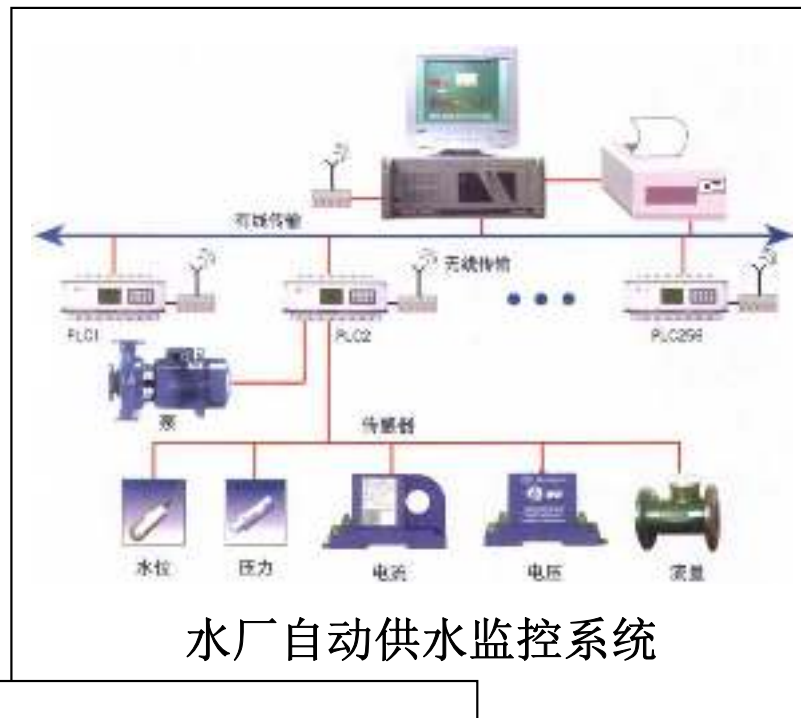 有线传输
无线传输
PLC1
PLC2
PLC256
泵
传感器
水位
压力
电流
电压
流量
水厂自动供水监控系统